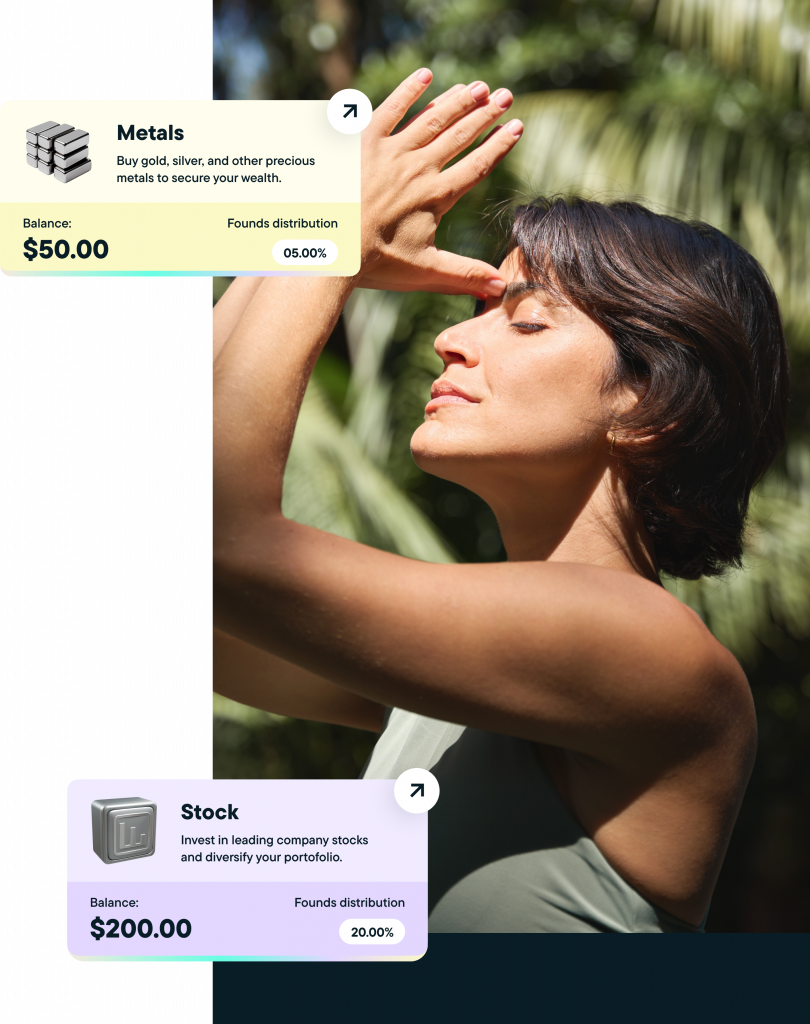 Metals
Buy gold, silver, and other precious
metals to secure your wealth.
Balance:
Founds distribution
$50.00
05.00%
Stock
Invest in leading company stocks
and diversify your portofolio.
Balance:
Founds distribution
$200.00
20.00%